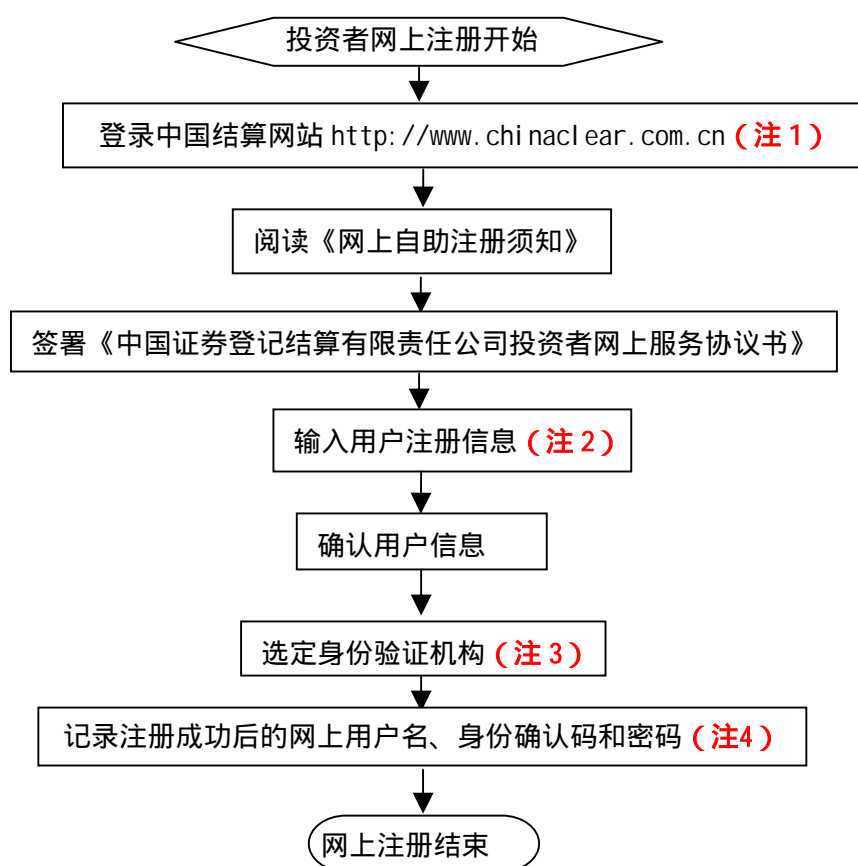 投资者网上注册开始
登录中国结算网站 http://www.chinaclear.com.cn（注 1）
阅读《网上自助注册须知》
签署《中国证券登记结算有限责任公司投资者网上服务协议书》
输入用户注册信息（注 2）
确认用户信息
选定身份验证机构（注 3）
记录注册成功后的网上用户名、身份确认码和密码（注4）
网上注册结束